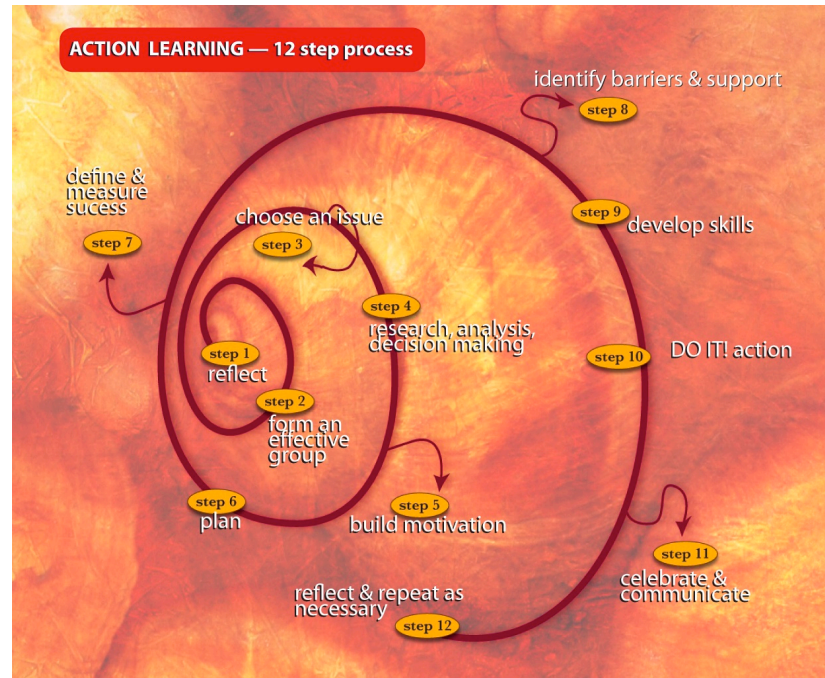 ACTION LEARNING — 12 step process
step 1
reflect
step 2
form an
effective
group
choose an issue
step 3
step 4
research, analysis,
decision making
step 5
build motivation
step 6
plan
define &
measure
sucess
step 7
identify barriers & support
step 8
step 9
develop skills
step 10
DO IT! action
step 11
celebrate &
communicate
reflect & repeat as
necessary
step 12